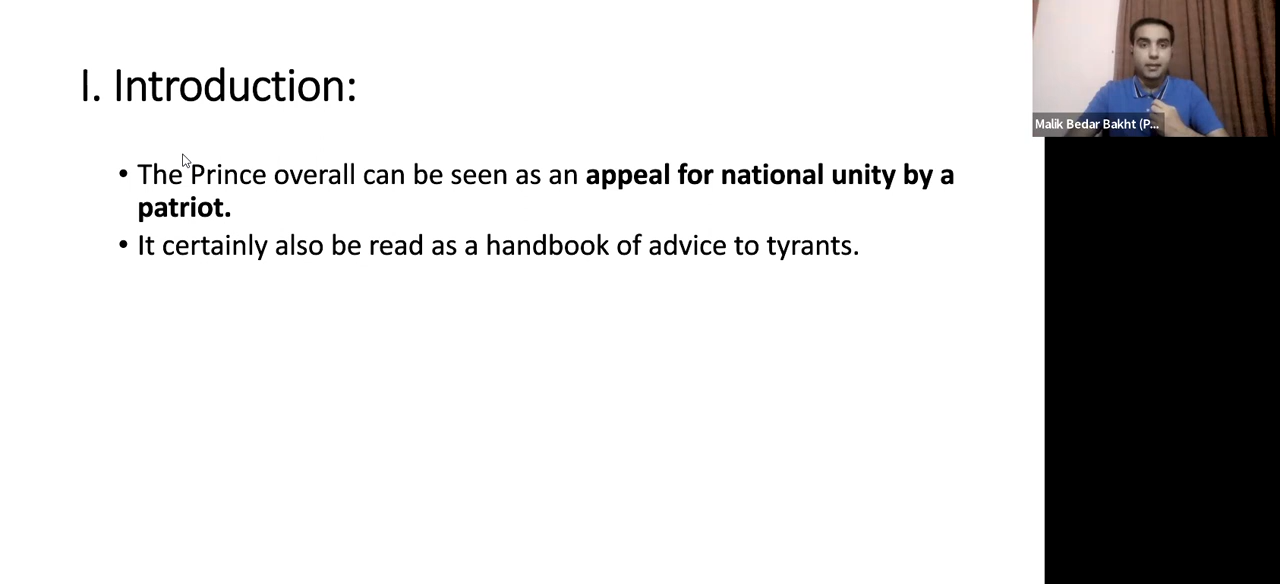 I. Introduction:
• The Prince overall can be seen as an appeal for national unity by a
patriot.
• It certainly also be read as a handbook of advice to tyrants.
Malik Bedar Bakht (P...